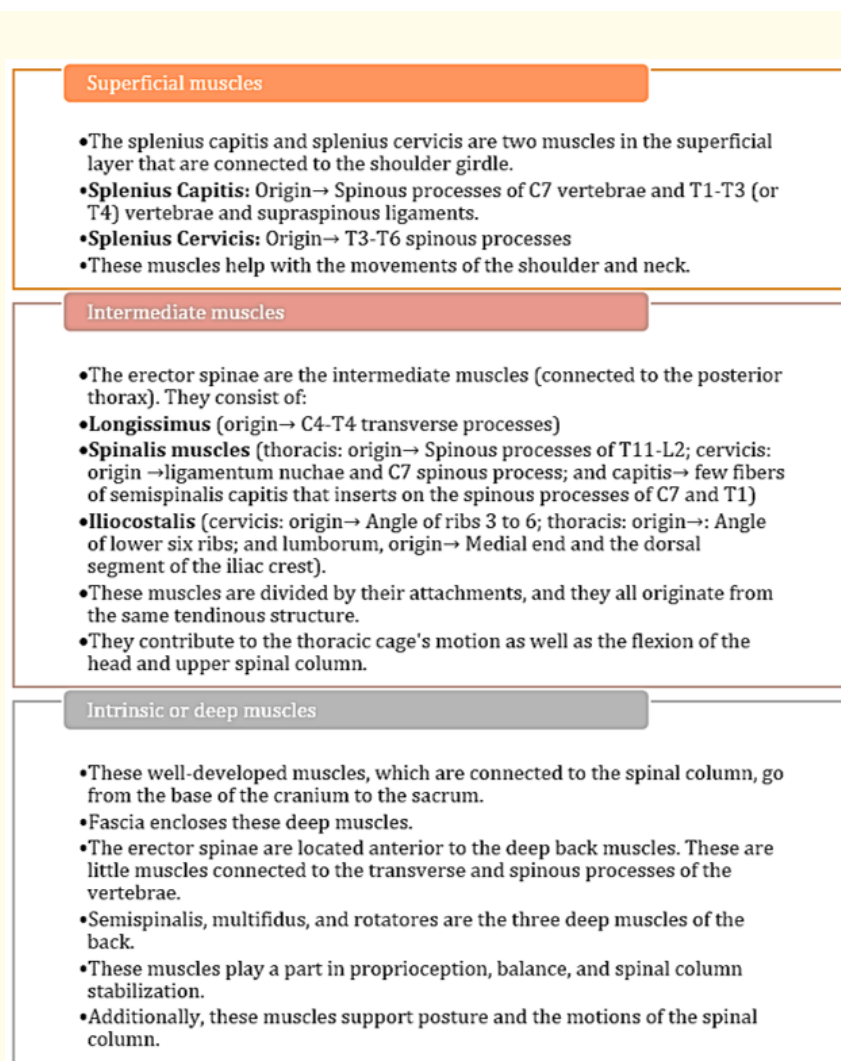 Superficial muscles
•The splenius capitis and splenius cervicis are two muscles in the superficial
layer that are connected to the shoulder girdle.
•Splenius Capitis: Origin→ Spinous processes of C7 vertebrae and T1-T3 (or
T4) vertebrae and supraspinous ligaments.
•Splenius Cervicis: Origin→ T3-T6 spinous processes
•These muscles help with the movements of the shoulder and neck.
Intermediate muscles
•The erector spinae are the intermediate muscles (connected to the posterior
thorax). They consist of:
•Longissimus (origin→ C4-T4 transverse processes)
•Spinalis muscles (thoracis: origin→ Spinous processes of T11-L2; cervicis:
origin →ligamentum nuchae and C7 spinous process; and capitis→ few fibers
of semispinalis capitis that inserts on the spinous processes of C7 and T1)
•Iliocostalis (cervicis: origin→ Angle of ribs 3 to 6; thoracis: origin→: Angle
of lower six ribs; and lumborum, origin→ Medial end and the dorsal
segment of the iliac crest).
•These muscles are divided by their attachments, and they all originate from
the same tendinous structure.
•They contribute to the thoracic cage's motion as well as the flexion of the
head and upper spinal column.
Intrinsic or deep muscles
•These well-developed muscles, which are connected to the spinal column, go
from the base of the cranium to the sacrum.
•Fascia encloses these deep muscles.
•The erector spinae are located anterior to the deep back muscles. These are
little muscles connected to the transverse and spinous processes of the
vertebrae.
•Semispinalis, multifidus, and rotatores are the three deep muscles of the
back.
•These muscles play a part in proprioception, balance, and spinal column
stabilization.
•Additionally, these muscles support posture and the motions of the spinal
column.